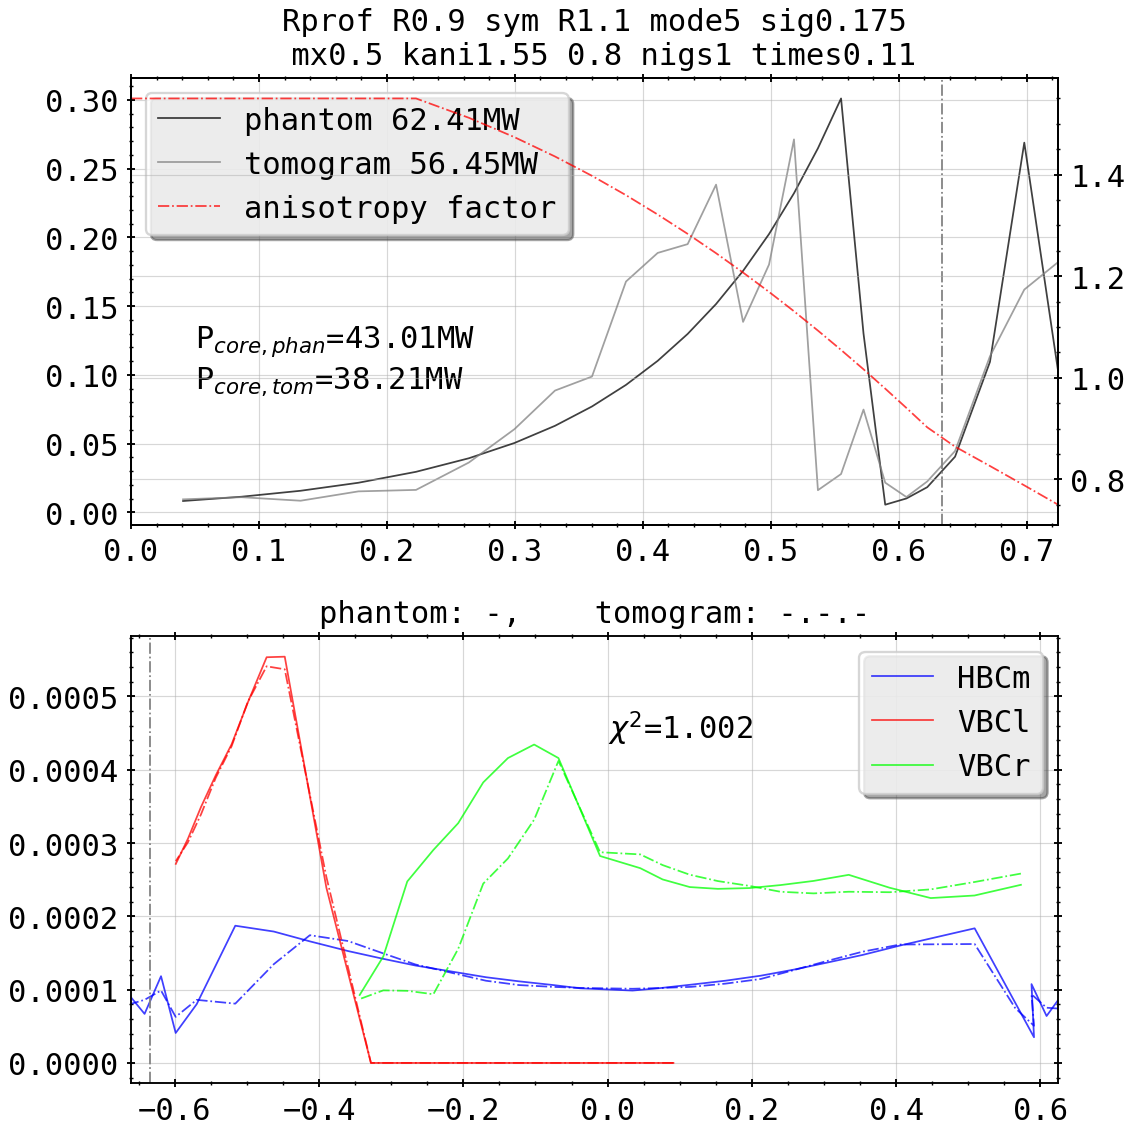 Rprof R0.9 sym R1.1 mode5 sig0.175
mx0.5 kani1.55 0.8 nigs1 times0.11
0.30
0.25
0.20
0.15
0.10
0.05
0.00
phantom 62.41MW
tomogram 56.45MW
anisotropy factor
P_core,phan=43.01MW
P_core,tom=38.21MW
1.4
1.2
1.0
0.8
0.0 0.1 0.2 0.3 0.4 0.5 0.6 0.7
phantom: -, tomogram: -.-.-
0.0005
0.0004
0.0003
0.0002
0.0001
0.0000
χ²=1.002
HBCm
VBCl
VBCr
−0.6 −0.4 −0.2 0.0 0.2 0.4 0.6